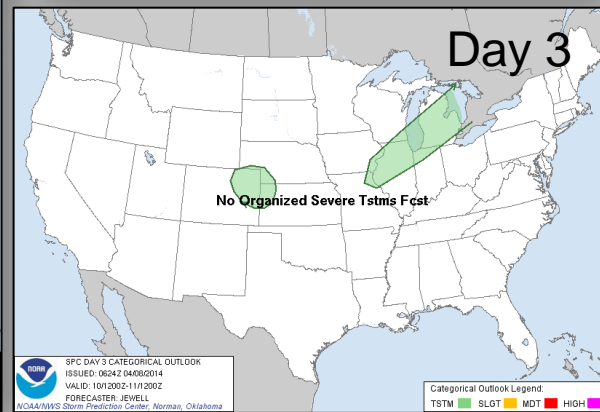 Day 3
No Organized Severe Tstms Fcst
NOAA
SPC DAY 3 CATEGORICAL OUTLOOK
ISSUED: 0624Z 04/08/2014
VALID: 10/1200Z-11/1200Z
FORECASTER: JEWELL
NOAA/NWS Storm Prediction Center, Norman, Oklahoma
Categorical Outlook Legend:
TSTM SLGT MDT HIGH